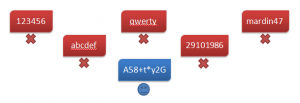 123456
qwerty
mardin47
abcdef
29101986
A58+t*y2G